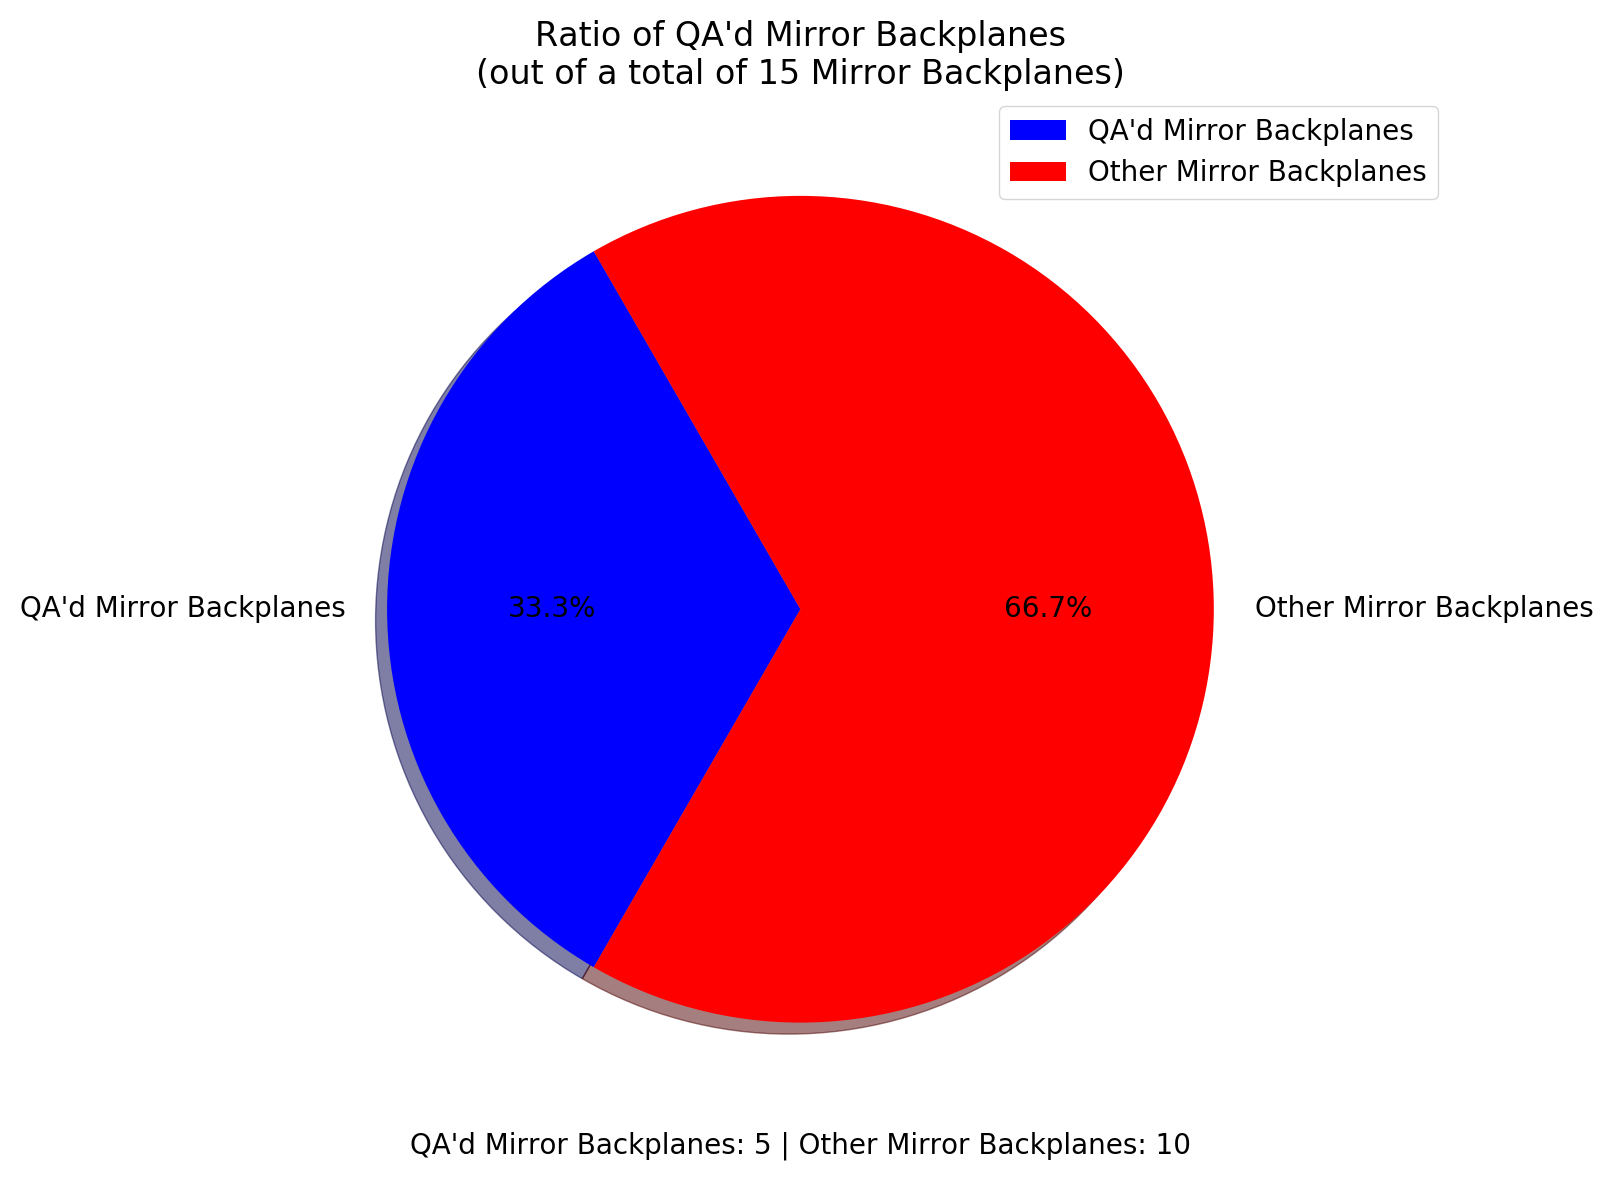 Ratio of QA'd Mirror Backplanes
(out of a total of 15 Mirror Backplanes)
QA'd Mirror Backplanes
Other Mirror Backplanes
QA'd Mirror Backplanes
33.3%
66.7%
Other Mirror Backplanes
QA'd Mirror Backplanes: 5 | Other Mirror Backplanes: 10